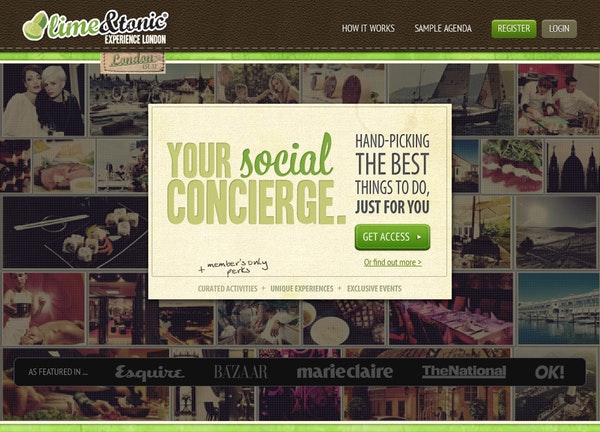 lime&tonic®
EXPERIENCE LONDON
London
HOW IT WORKS
SAMPLE AGENDA
REGISTER
LOGIN
YOUR social
CONCIERGE.
+ member's only
perks
HAND-PICKING
THE BEST
THINGS TO DO,
JUST FOR YOU
GET ACCESS
Or find out more >
CURATED ACTIVITIES + UNIQUE EXPERIENCES + EXCLUSIVE EVENTS
AS FEATURED IN ...
Esquire
BAZAAR
marie claire
TheNational
OK!